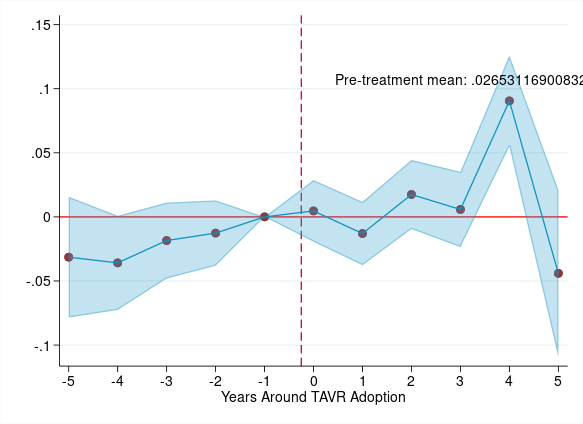 .15
Pre-treatment mean: .02653116900832
.1
.05
0
-.05
-.1
-5 -4 -3 -2 -1 0 1 2 3 4 5
Years Around TAVR Adoption